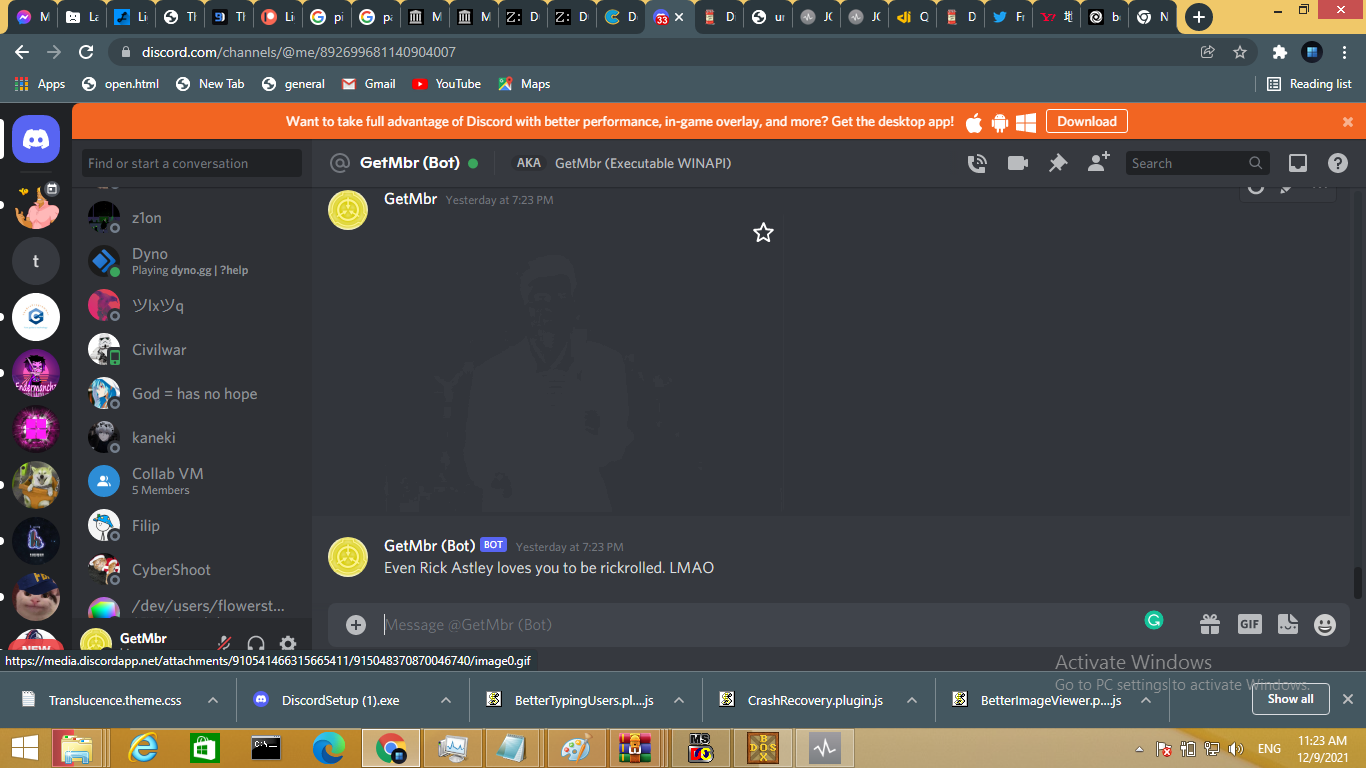 M
La
Li
Th
9
Th
Li
pi
pa
M
M
Z:
D
Z:
D
D
33
D
ur
JC
JC
dji
Q
D
Fr
Y!
b
N
discord.com/channels/@me/892699681140904007
Apps
open.html
New Tab
general
Gmail
YouTube
Maps
Reading list
Want to take full advantage of Discord with better performance, in-game overlay, and more? Get the desktop app!
Download
Find or start a conversation
@
GetMbr (Bot)
AKA
GetMbr (Executable WINAPI)
Search
GetMbr Yesterday at 7:23 PM
z1on
Dyno
Playing dyno.gg | ?help
t
ツlxツq
Civilwar
God = has no hope
kaneki
Collab VM
5 Members
Filip
CyberShoot
/dev/users/flowerst...
GetMbr (Bot) BOT Yesterday at 7:23 PM
Even Rick Astley loves you to be rickrolled. LMAO
Message @GetMbr (Bot)
GIF
NEW
GetMbr
https://media.discordapp.net/attachments/910541466315665411/915048370870046740/image0.gif
Activate Windows
Go to PC settings to activate Windows.
Translucence.theme.css
DiscordSetup (1).exe
BetterTypingUsers.pl....js
CrashRecovery.plugin.js
BetterImageViewer.p....js
Show all
C:\_
MS
DOS
BOX
ENG
11:23 AM
12/9/2021